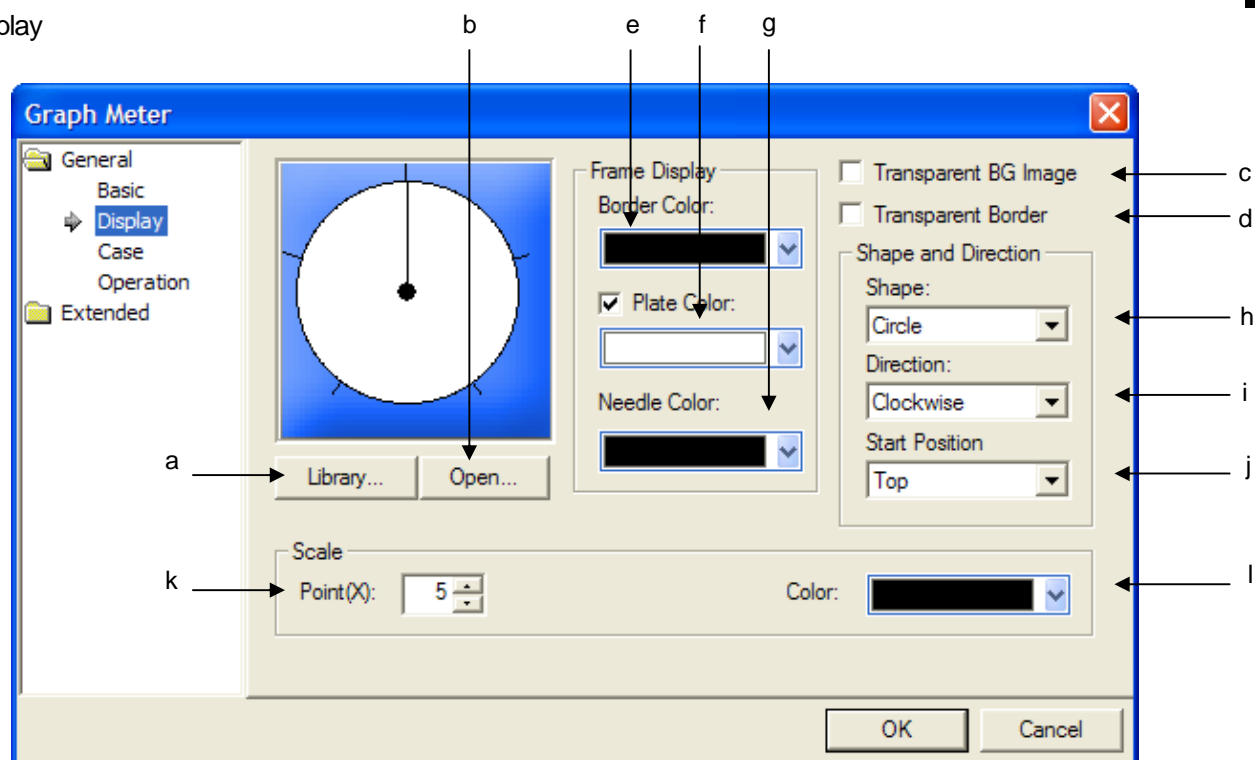 b e f g
Graph Meter
General
Basic
Display
Case
Operation
Extended
Library...
Open...
Frame Display
Border Color:
Plate Color:
Needle Color:
Transparent BG Image
Transparent Border
Shape and Direction
Shape:
Circle
Direction:
Clockwise
Start Position
Top
c
d
h
i
j
a
k
l
Scale
Point(X): 5
Color:
OK Cancel